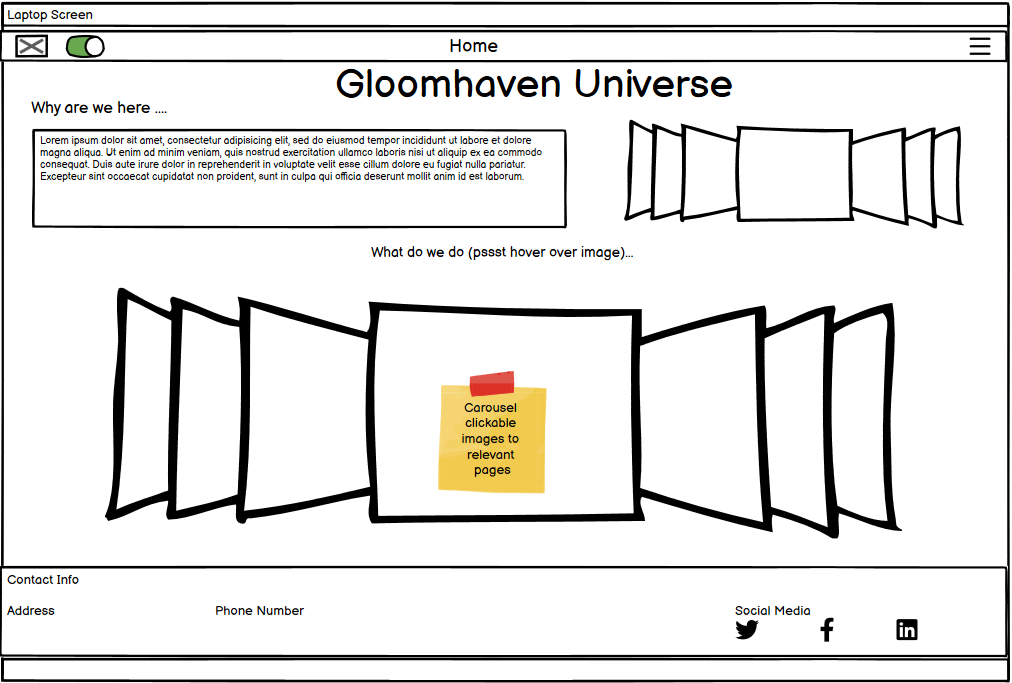 Laptop Screen
Home
Gloomhaven Universe
Why are we here ....
Lorem ipsum dolor sit amet, consectetur adipisicing elit, sed do eiusmod tempor incididunt ut labore et dolore
magna aliqua. Ut enim ad minim veniam, quis nostrud exercitation ullamco laboris nisi ut aliquip ex ea commodo
consequat. Duis aute irure dolor in reprehenderit in voluptate velit esse cillum dolore eu fugiat nulla pariatur.
Excepteur sint occaecat cupidatat non proident, sunt in culpa qui officia deserunt mollit anim id est laborum.
What do we do (pssst hover over image)...
Carousel
clickable
images to
relevant
pages
Contact Info
Address
Phone Number
Social Media